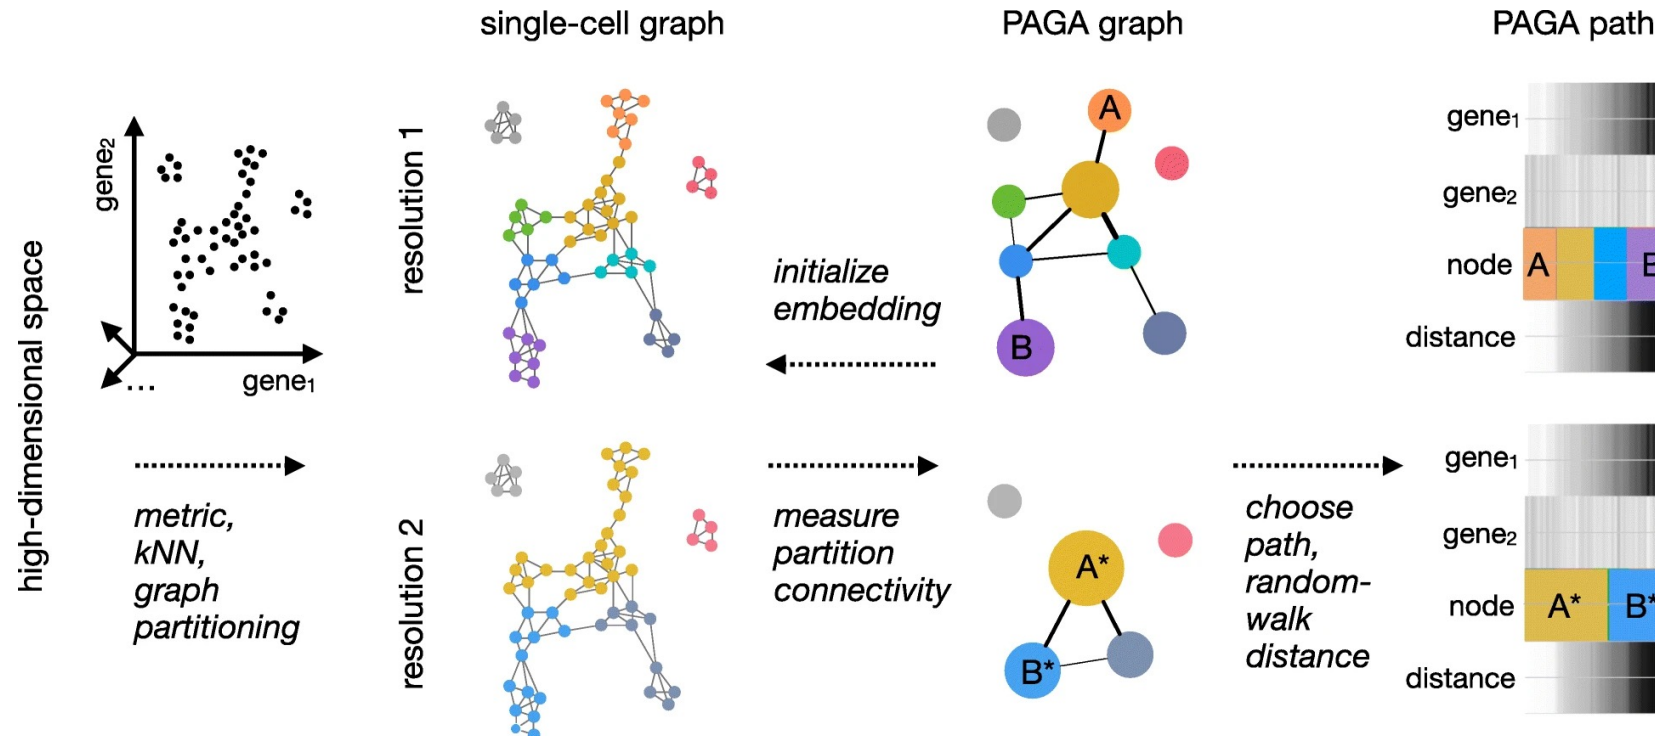 single-cell graph
PAGA graph
PAGA path
high-dimensional space
gene2
gene1
...
metric,
kNN,
graph
partitioning
resolution 1
resolution 2
initialize
embedding
measure
partition
connectivity
A
B
A*
B*
choose
path,
random-
walk
distance
gene1
gene2
node
A
B
distance
gene1
gene2
node
A*
B*
distance